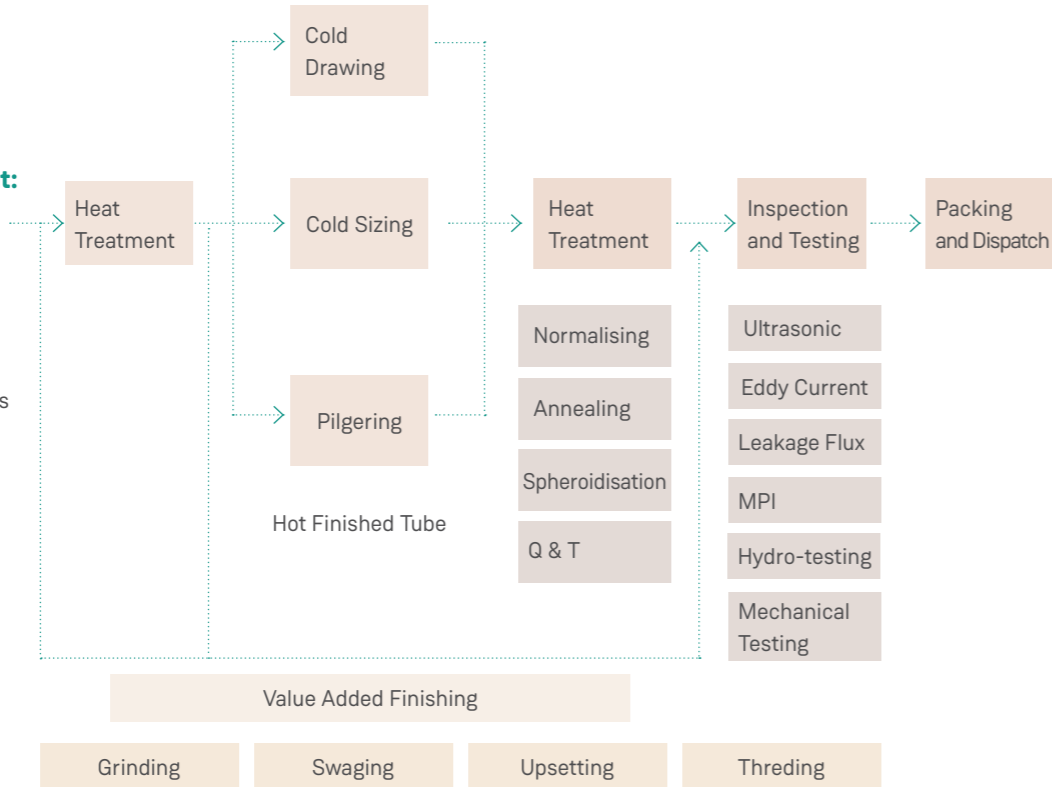 t:
Heat
Treatment
Cold
Drawing
Cold Sizing
Pilgering
Hot Finished Tube
Heat
Treatment
Normalising
Annealing
Spheroidisation
Q & T
Inspection
and Testing
Ultrasonic
Eddy Current
Leakage Flux
MPI
Hydro-testing
Mechanical
Testing
Packing
and Dispatch
s
Value Added Finishing
Grinding
Swaging
Upsetting
Threding